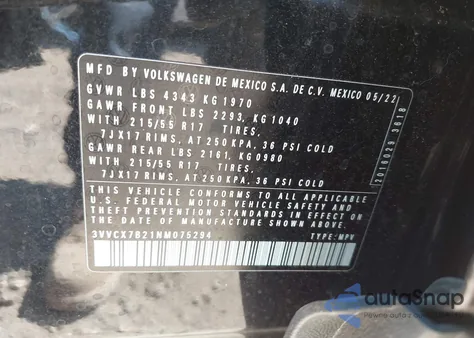 MFD BY VOLKSWAGEN DE MEXICO S.A. DE C.V. MEXICO 05/22
GVWR LBS 4343 KG 1970
GAWR FRONT LBS 2293, KG 1040
WITH 215/55 R17 TIRES,
7JX17 RIMS, AT 250 KPA, 36 PSI COLD
GAWR REAR LBS 2161, KG0980
WITH 215/55 R17 TIRES,
7JX17 RIMS, AT 250 KPA, 36 PSI COLD
THIS VEHICLE CONFORMS TO ALL APPLICABLE
U.S. FEDERAL MOTOR VEHICLE SAFETY AND
THEFT PREVENTION STANDARDS IN EFFECT ON
THE DATE OF MANUFACTURE SHOWN ABOVE.
3VVCX7B21NM075294 TYPE: MPV
2016029 3618
autoSnap